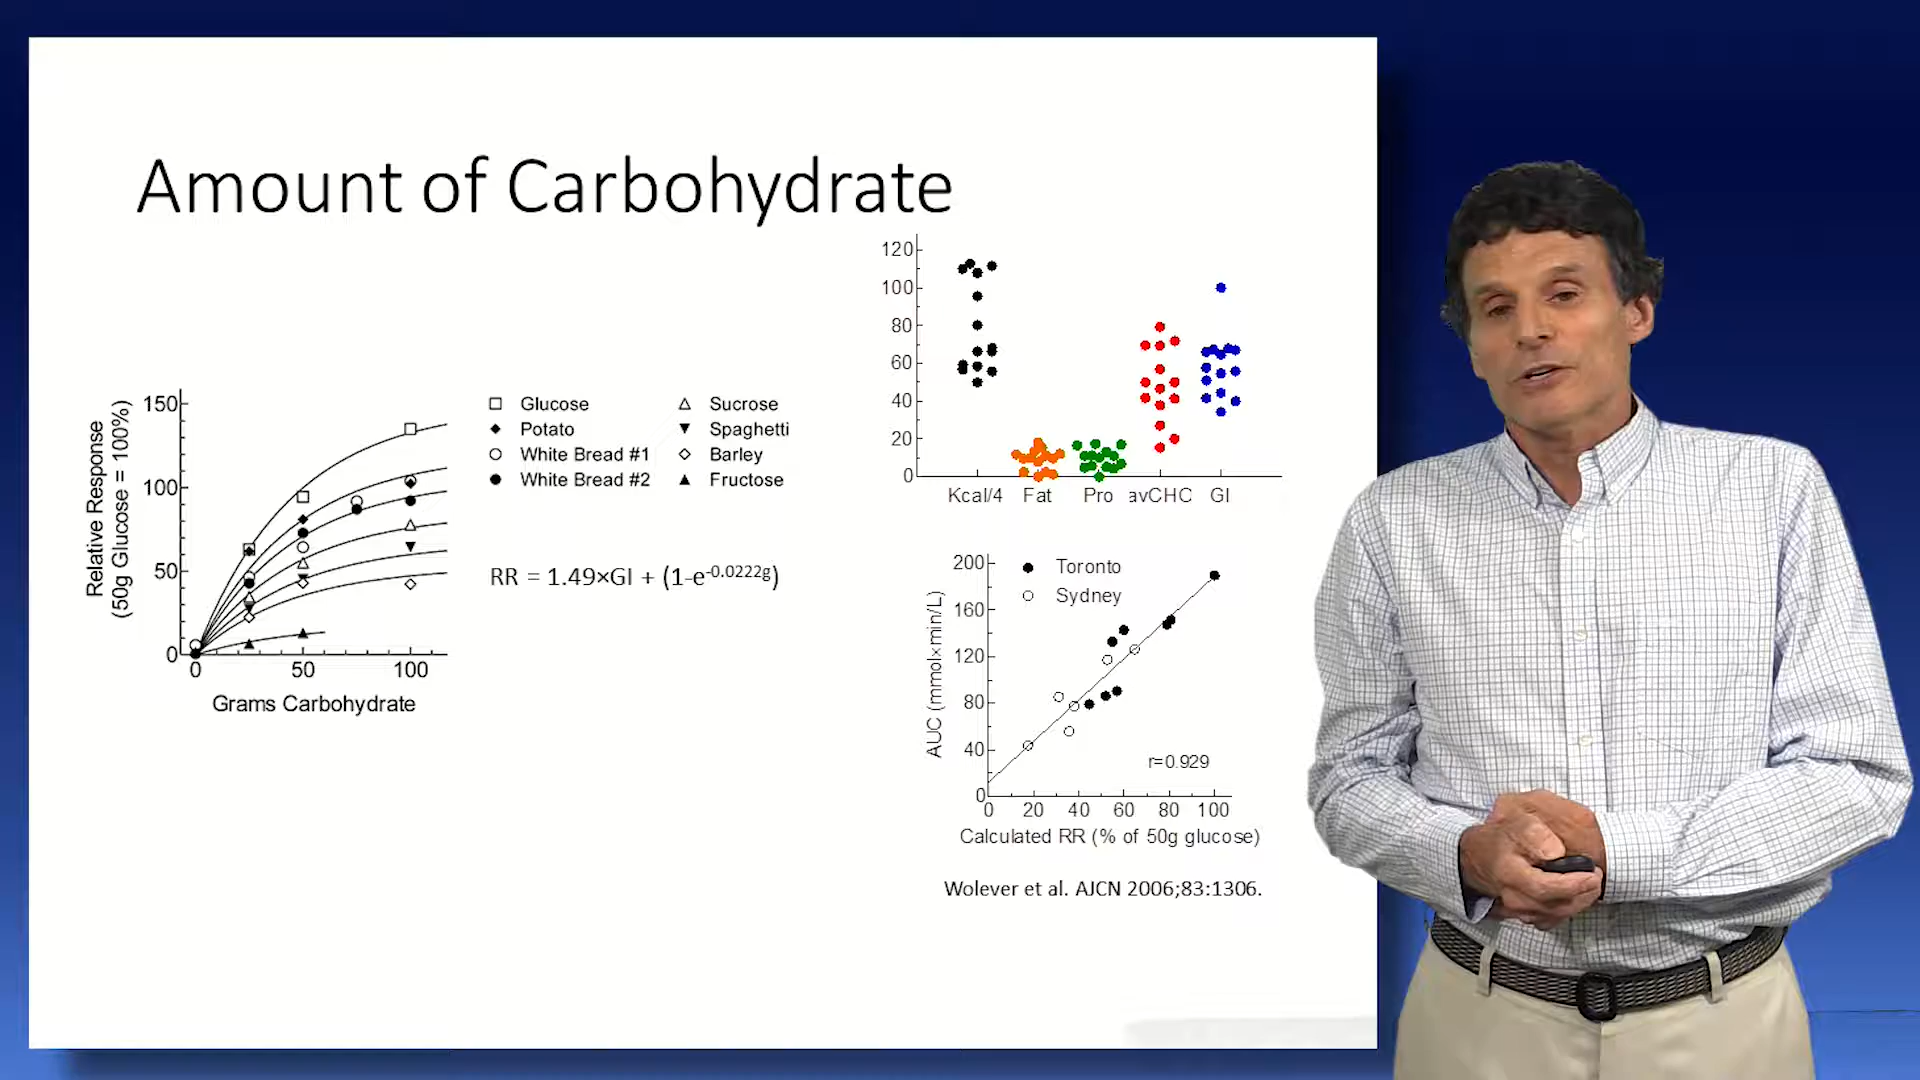 Amount of Carbohydrate
Relative Response
(50g Glucose = 100%)
150
100
50
0
0 50 100
Grams Carbohydrate
Glucose
Potato
White Bread #1
White Bread #2
Sucrose
Spaghetti
Barley
Fructose
RR = 1.49×GI + (1-e-0.0222g)
120
100
80
60
40
20
0
Kcal/4 Fat Pro avCHC GI
AUC (mmol×min/L)
200
160
120
80
40
0
Toronto
Sydney
r=0.929
0 20 40 60 80 100
Calculated RR (% of 50g glucose)
Wolever et al. AJCN 2006;83:1306.